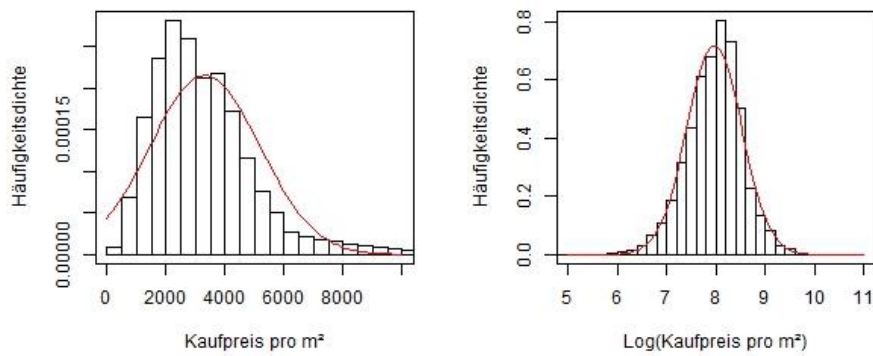 Häufigkeitsdichte
0.00000 0.00015
0 2000 4000 6000 8000
Kaufpreis pro m²
Häufigkeitsdichte
0.0 0.2 0.4 0.6 0.8
5 6 7 8 9 10 11
Log(Kaufpreis pro m²)